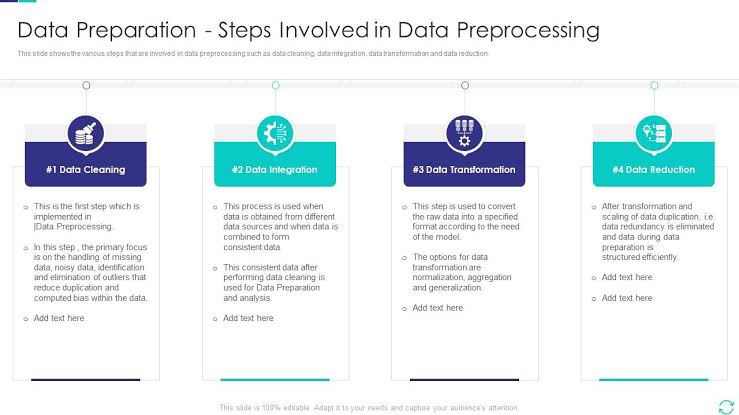 Data Preparation - Steps Involved in Data Preprocessing
This slide shows the various steps that are involved in data preprocessing such as data cleaning, data integration. data transformation and data reduction
#1 Data Cleaning
This is the first step which is
implemented in
|Data Preprocessing.
In this step , the primary focus
is on the handling of missing
data, noisy data, identification
and elimination of outliers that
reduce duplication and
computed bias within the data.
Add text here
#2 Data Integration
This process is used when
data is obtained from different
data sources and when data is
combined to form
consistent data
This consistent data after
performing data cleaning is
used for Data Preparation
and analysis.
Add text here
#3 Data Transformation
This step is used to convert
the raw data into a specified
format according to the need
of the model.
The options for data
transformation are
normalization, aggregation
and generalization.
Add text here
#4 Data Reduction
After transformation and
scaling of data duplication, i.e.
data redundancy is eliminated
and data during data
preparation is
structured efficiently.
Add text here
Add text here
This slide is 100% editable. Adapt it to your needs and capture your audience's attention.